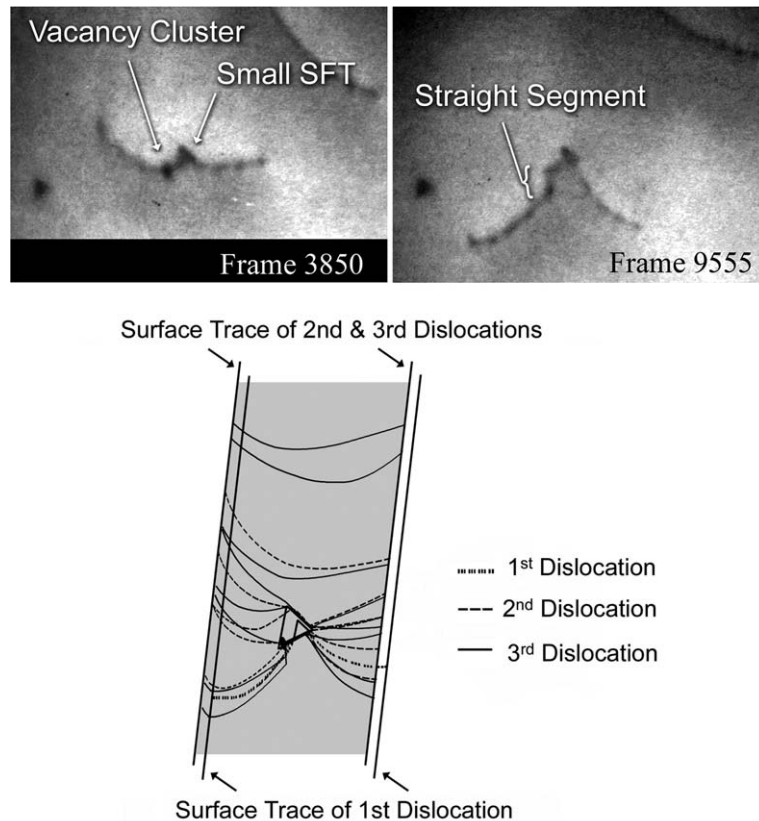 Vacancy Cluster
Small SFT
Frame 3850
Straight Segment
{
Frame 9555
Surface Trace of 2nd & 3rd Dislocations
1st Dislocation
2nd Dislocation
3rd Dislocation
Surface Trace of 1st Dislocation